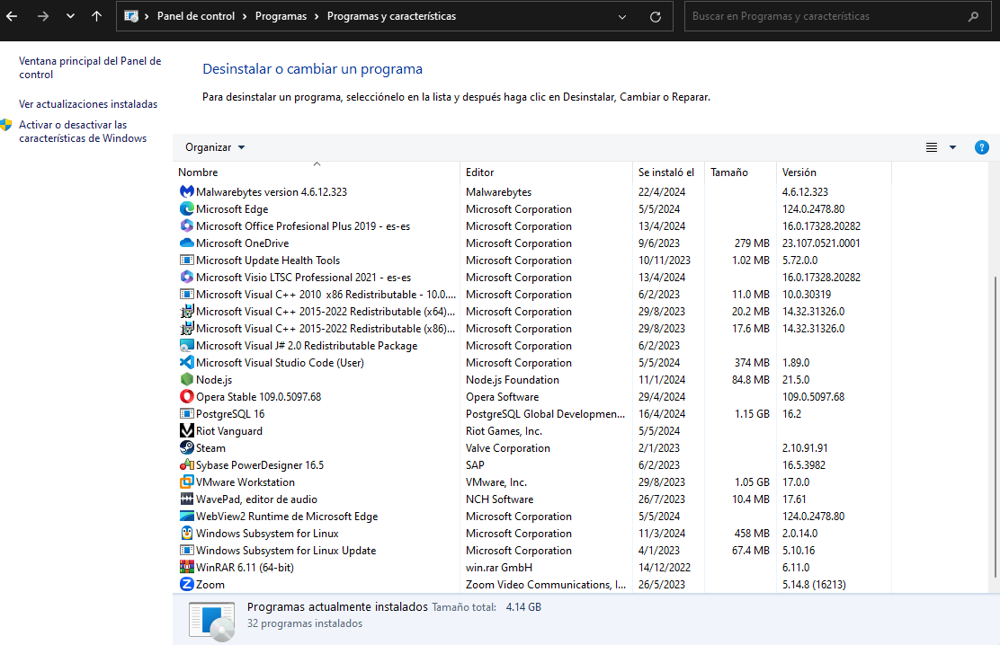 Panel de control > Programas > Programas y características
Buscar en Programas y características
Ventana principal del Panel de
control
Ver actualizaciones instaladas
Activar o desactivar las
características de Windows
Desinstalar o cambiar un programa
Para desinstalar un programa, selecciónelo en la lista y después haga clic en Desinstalar, Cambiar o Reparar.
Organizar
Nombre Editor Se instaló el Tamaño Versión
Malwarebytes version 4.6.12.323 Malwarebytes 22/4/2024 4.6.12.323
Microsoft Edge Microsoft Corporation 5/5/2024 124.0.2478.80
Microsoft Office Profesional Plus 2019 - es-es Microsoft Corporation 13/4/2024 16.0.17328.20282
Microsoft OneDrive Microsoft Corporation 9/6/2023 279 MB 23.107.0521.0001
Microsoft Update Health Tools Microsoft Corporation 10/11/2023 1.02 MB 5.72.0.0
Microsoft Visio LTSC Professional 2021 - es-es Microsoft Corporation 13/4/2024 16.0.17328.20282
Microsoft Visual C++ 2010 x86 Redistributable - 10.0.... Microsoft Corporation 6/2/2023 11.0 MB 10.0.30319
Microsoft Visual C++ 2015-2022 Redistributable (x64)... Microsoft Corporation 29/8/2023 20.2 MB 14.32.31326.0
Microsoft Visual C++ 2015-2022 Redistributable (x86)... Microsoft Corporation 29/8/2023 17.6 MB 14.32.31326.0
Microsoft Visual J# 2.0 Redistributable Package Microsoft Corporation 6/2/2023
Microsoft Visual Studio Code (User) Microsoft Corporation 5/5/2024 374 MB 1.89.0
Node.js Node.js Foundation 11/1/2024 84.8 MB 21.5.0
Opera Stable 109.0.5097.68 Opera Software 29/4/2024 109.0.5097.68
PostgreSQL 16 PostgreSQL Global Developmen... 16/4/2024 1.15 GB 16.2
Riot Vanguard Riot Games, Inc. 5/5/2024
Steam Valve Corporation 2/1/2023 2.10.91.91
Sybase PowerDesigner 16.5 SAP 6/2/2023 16.5.3982
VMware Workstation VMware, Inc. 29/8/2023 1.05 GB 17.0.0
WavePad, editor de audio NCH Software 26/7/2023 10.4 MB 17.61
WebView2 Runtime de Microsoft Edge Microsoft Corporation 5/5/2024 124.0.2478.80
Windows Subsystem for Linux Microsoft Corporation 11/3/2024 458 MB 2.0.14.0
Windows Subsystem for Linux Update Microsoft Corporation 4/1/2023 67.4 MB 5.10.16
WinRAR 6.11 (64-bit) win.rar GmbH 14/12/2022 6.11.0
Zoom Zoom Video Communications, I... 26/5/2023 5.14.8 (16213)
Programas actualmente instalados Tamaño total: 4.14 GB
32 programas instalados